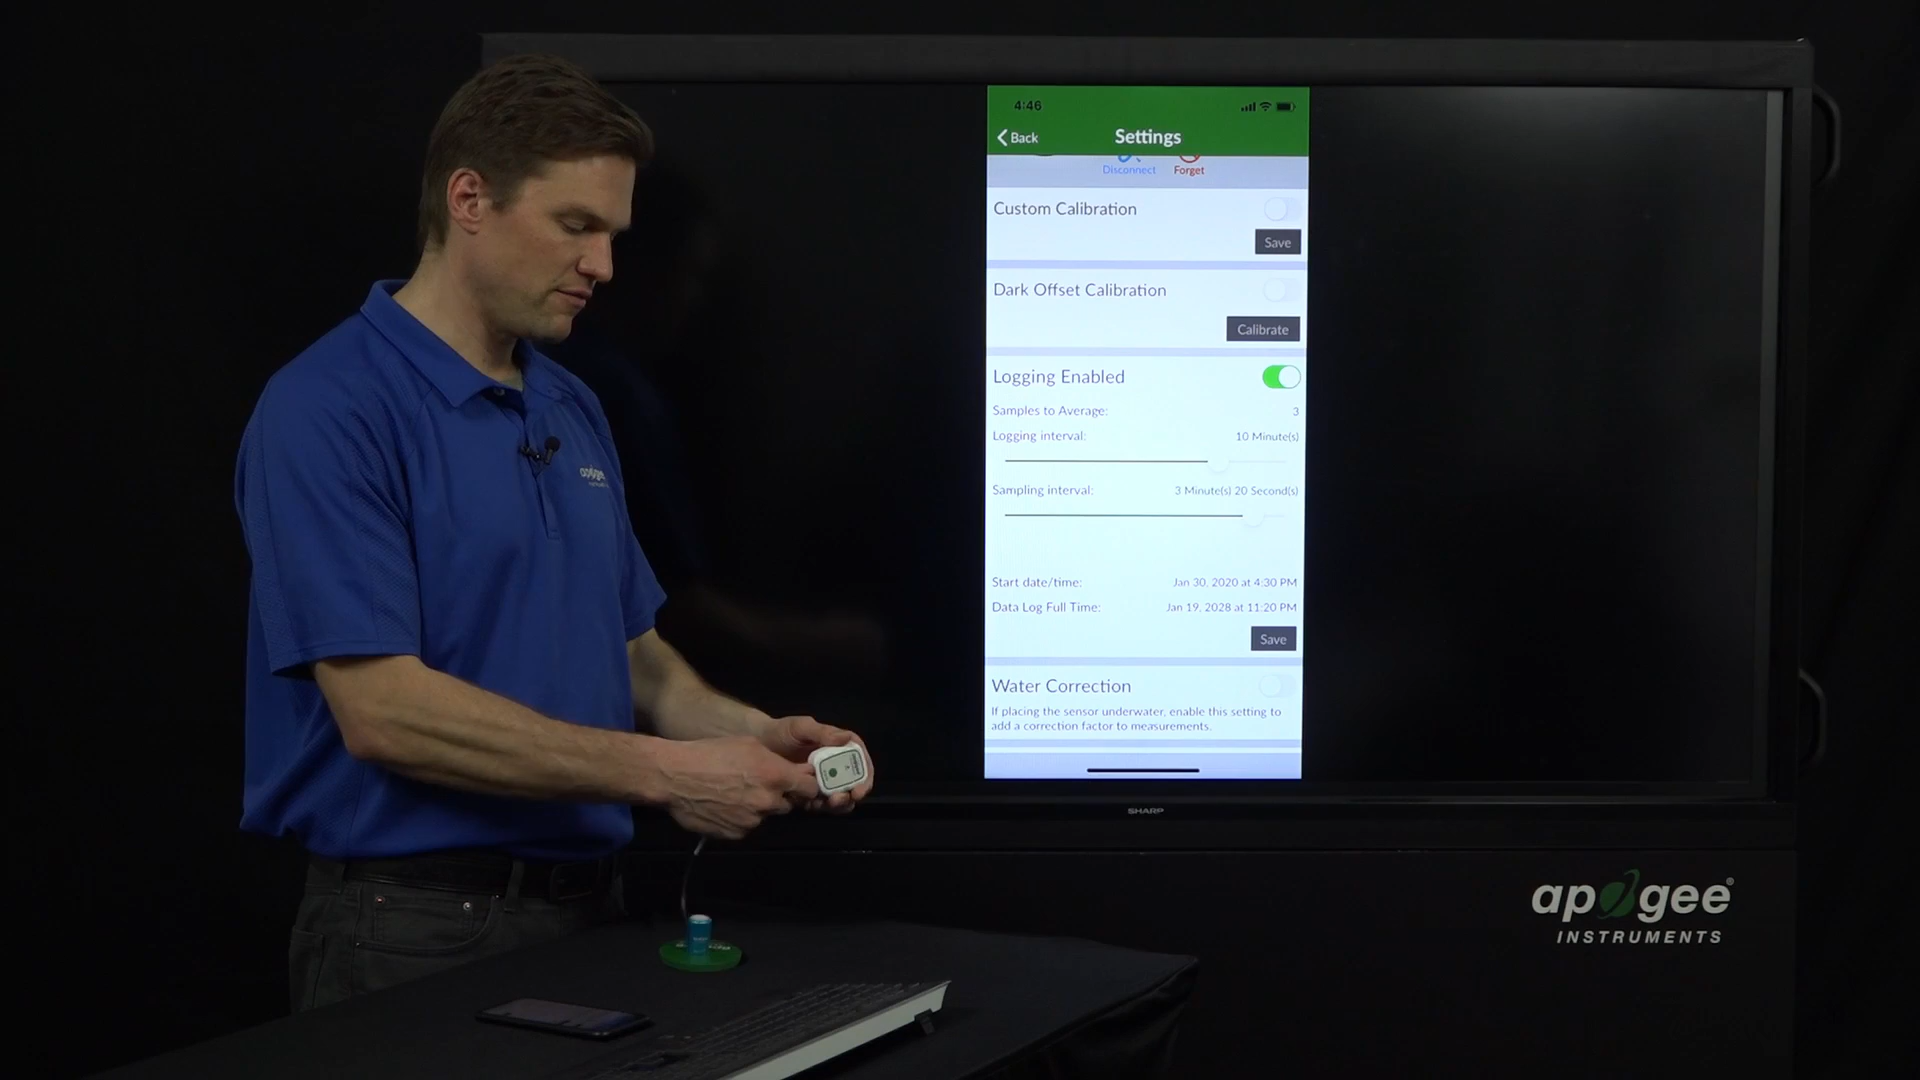 4:46
Back
Settings
Disconnect Forget
Custom Calibration
Save
Dark Offset Calibration
Calibrate
Logging Enabled
Samples to Average: 3
Logging interval: 10 Minute(s)
Sampling interval: 3 Minute(s) 20 Second(s)
Start date/time: Jan 30, 2020 at 4:30 PM
Data Log Full Time: Jan 19, 2028 at 11:20 PM
Save
Water Correction
If placing the sensor underwater, enable this setting to
add a correction factor to measurements.
SHARP
apogee
apogee®
INSTRUMENTS